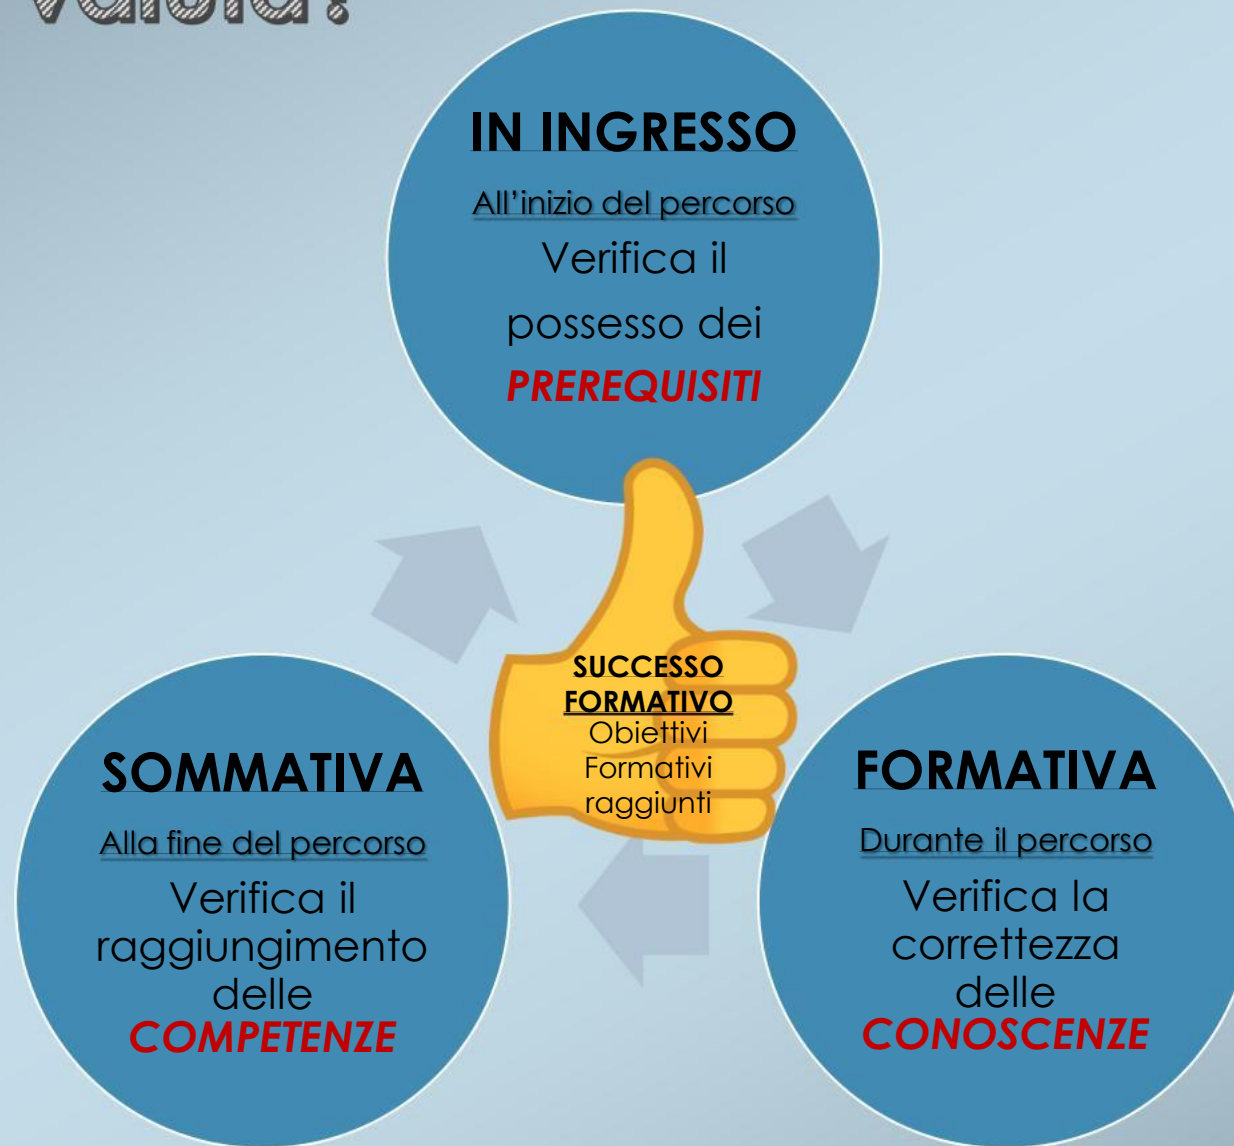 valuta?
IN INGRESSO
All’inizio del percorso
Verifica il
possesso dei
PREREQUISITI
SUCCESSO
FORMATIVO
Obiettivi
Formativi
raggiunti
SOMMATIVA
Alla fine del percorso
Verifica il
raggiungimento
delle
COMPETENZE
FORMATIVA
Durante il percorso
Verifica la
correttezza
delle
CONOSCENZE